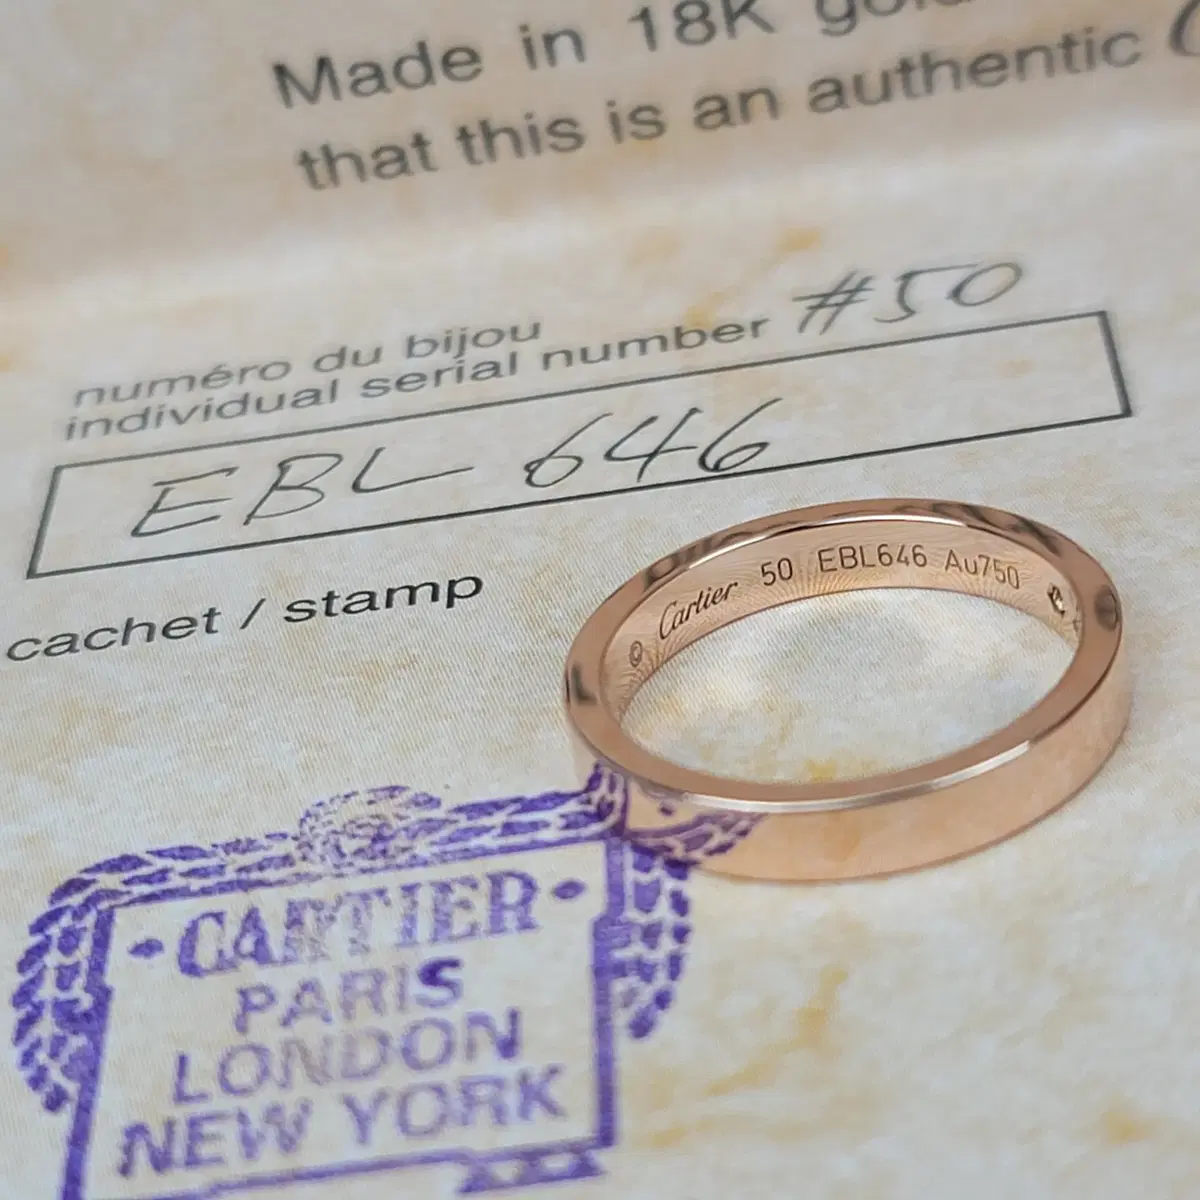 Made in 18K gold
that this is an authentic
#50
numéro du bijou
individual serial number
EBL 646
cachet / stamp
© Cartier 50 EBL646 Au750
·CARTIER·
PARIS
LONDON
NEW YORK